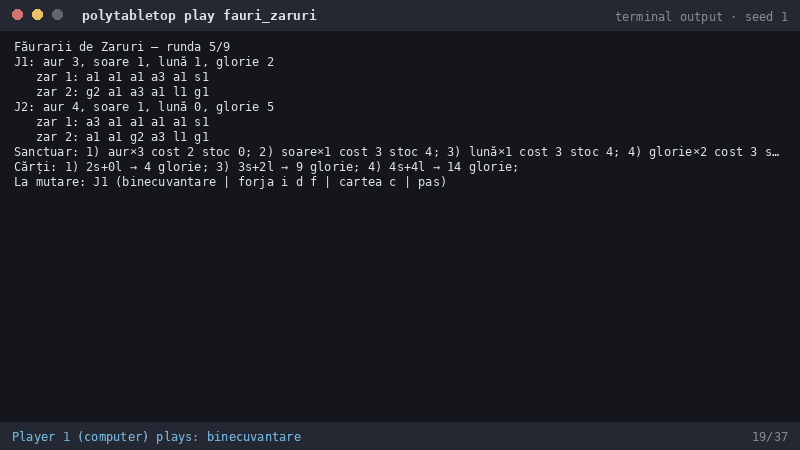 polytabletop play fauri_zaruri
terminal output · seed 1
Făurarii de Zaruri — runda 5/9
J1: aur 3, soare 1, lună 1, glorie 2
zar 1: a1 a1 a1 a3 a1 s1
zar 2: g2 a1 a3 a1 l1 g1
J2: aur 4, soare 1, lună 0, glorie 5
zar 1: a3 a1 a1 a1 a1 s1
zar 2: a1 a1 g2 a3 l1 g1
Sanctuar: 1) aur×3 cost 2 stoc 0; 2) soare×1 cost 3 stoc 4; 3) lună×1 cost 3 stoc 4; 4) glorie×2 cost 3 s…
Cărți: 1) 2s+0l → 4 glorie; 3) 3s+2l → 9 glorie; 4) 4s+4l → 14 glorie;
La mutare: J1 (binecuvantare | forja i d f | cartea c | pas)
Player 1 (computer) plays: binecuvantare
19/37